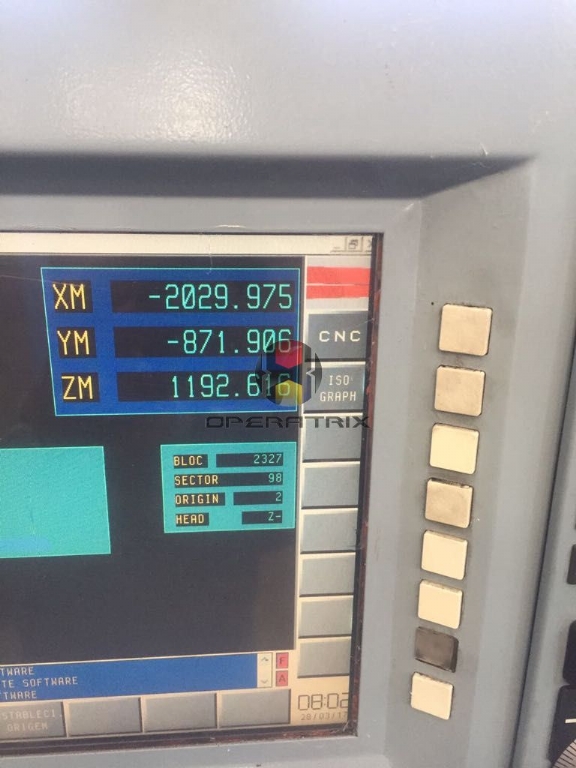 XM -2029.975
YM -871.906
ZM 1192.616
CNC
ISO
GRAPH
OPERATRIX
BLOC 2327
SECTOR 98
ORIGIN 2
HEAD Z-
TWARE
TE SOFTWARE
TWARE
F
A
ORIGEM
08:02